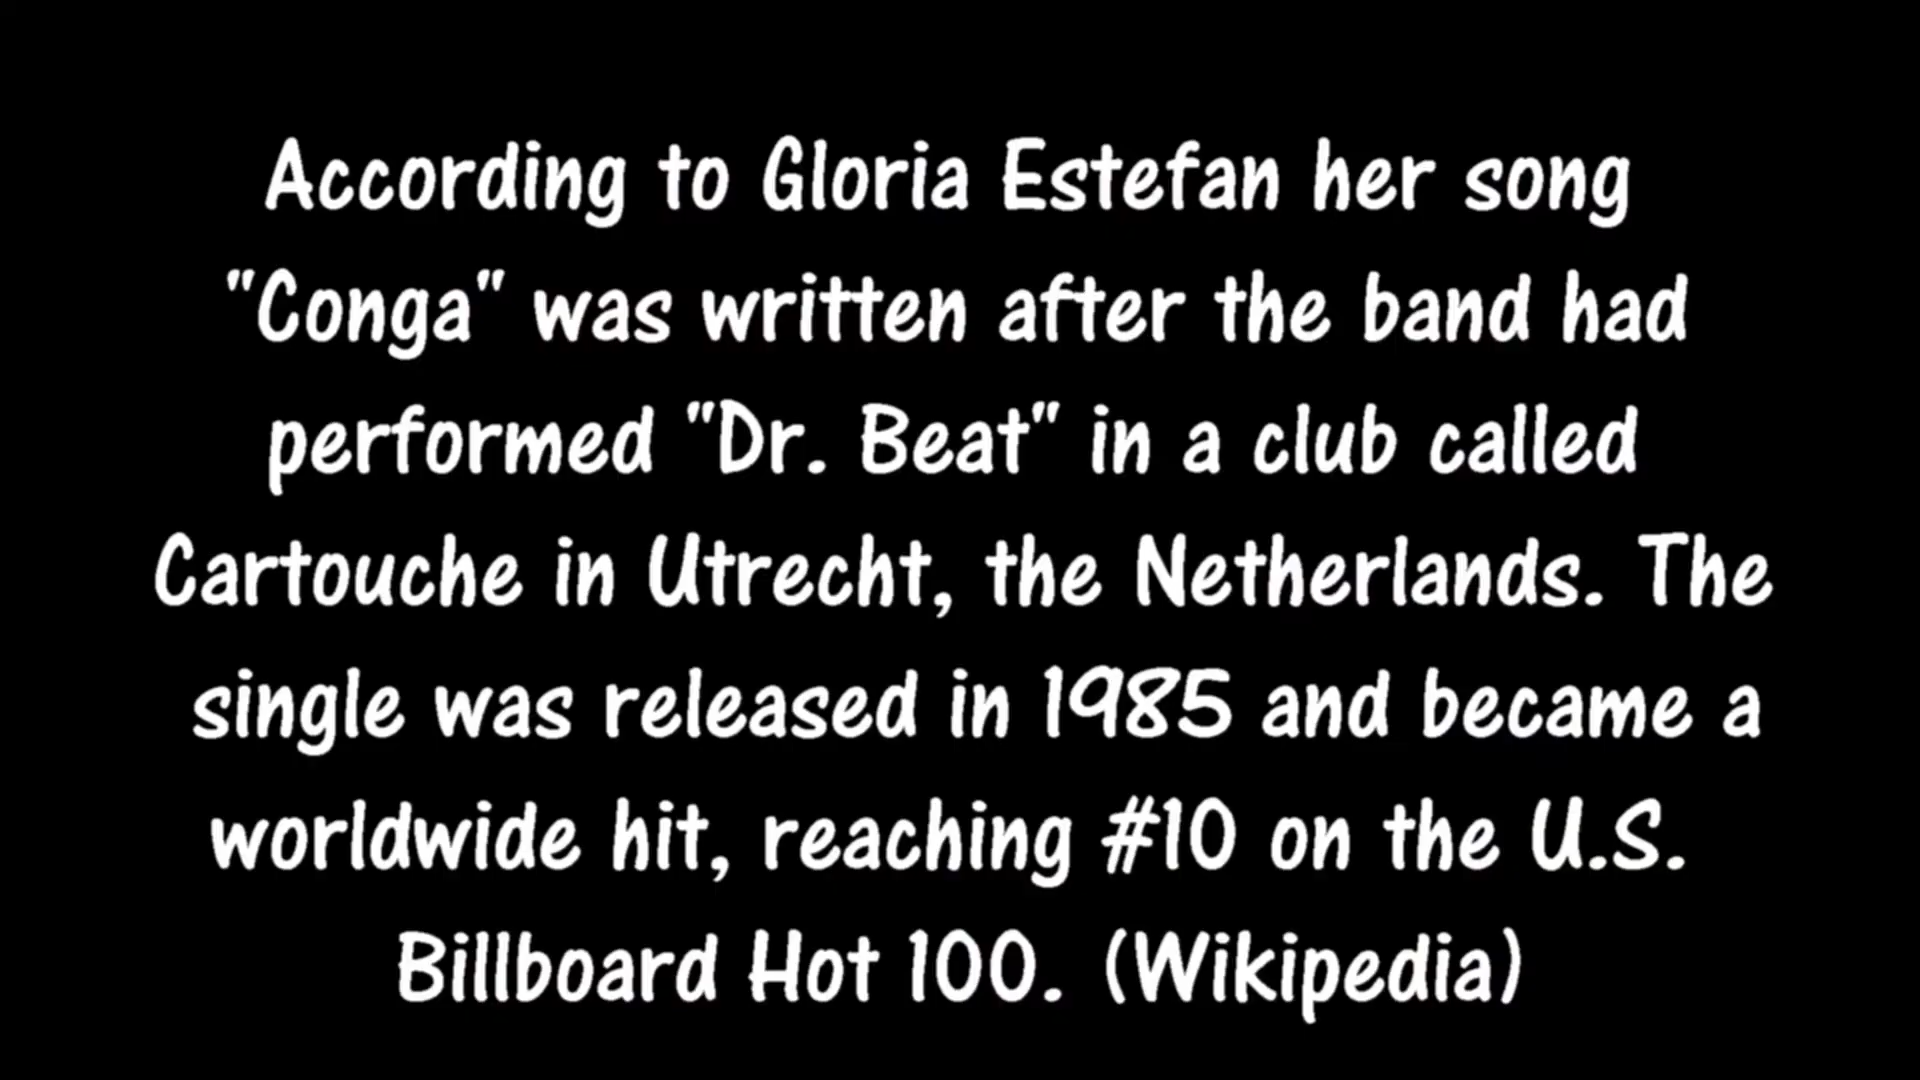 According to Gloria Estefan her song
"Conga" was written after the band had
performed "Dr. Beat" in a club called
Cartouche in Utrecht, the Netherlands. The
single was released in 1985 and became a
worldwide hit, reaching #10 on the U.S.
Billboard Hot 100. (Wikipedia)